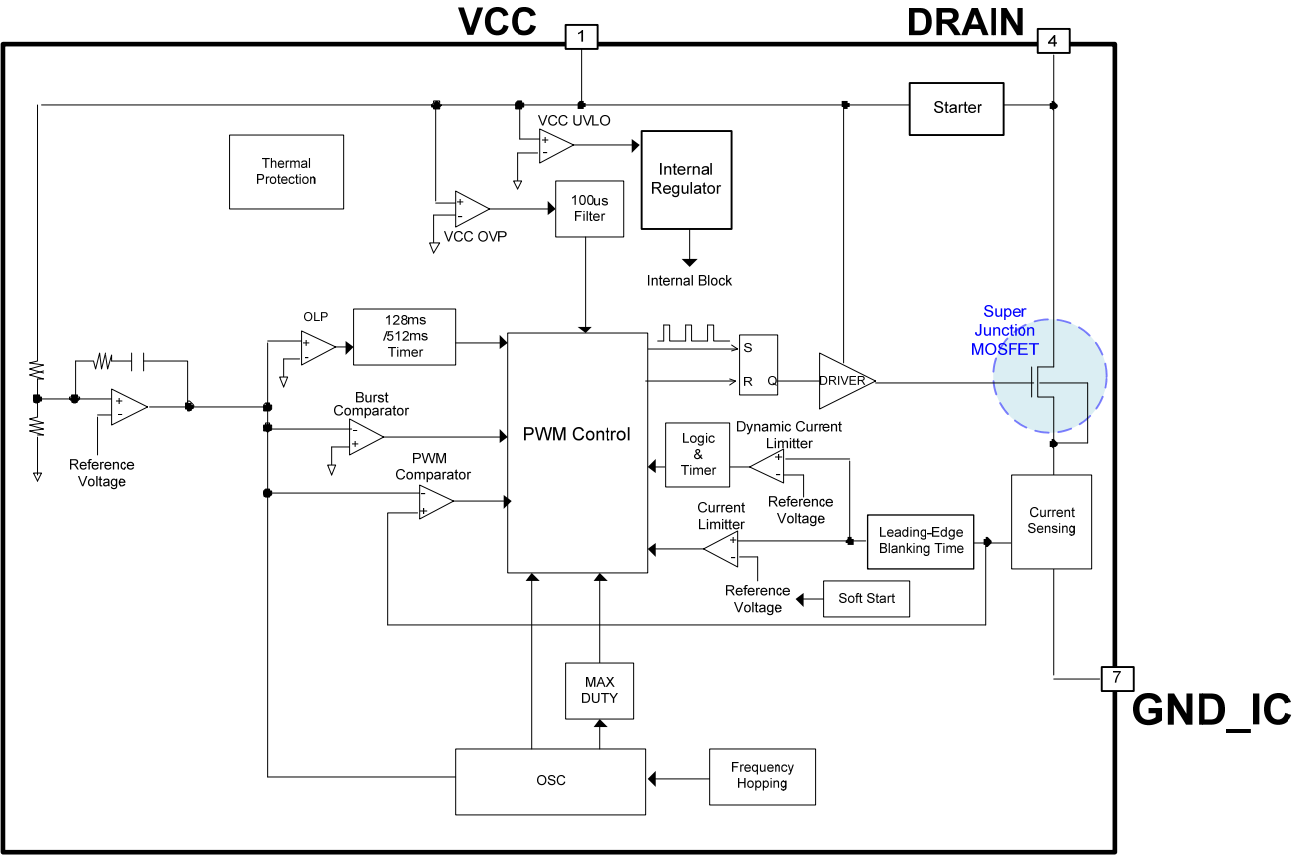 VCC
DRAIN
1
4
Starter
VCC UVLO
+
-
Thermal
Protection
Internal
Regulator
100us
Filter
+
-
VCC OVP
Internal Block
OLP
+
-
128ms
/512ms
Timer
Super
Junction
MOSFET
S
R
Q
DRIVER
+
-
Reference
Voltage
Burst
Comparator
-
+
PWM Control
PWM
Comparator
-
+
Logic
&
Timer
Dynamic Current
Limitter
+
-
Reference
Voltage
Current
Limitter
+
-
Reference
Voltage
Leading-Edge
Blanking Time
Current
Sensing
Soft Start
7
GND_IC
MAX
DUTY
OSC
Frequency
Hopping